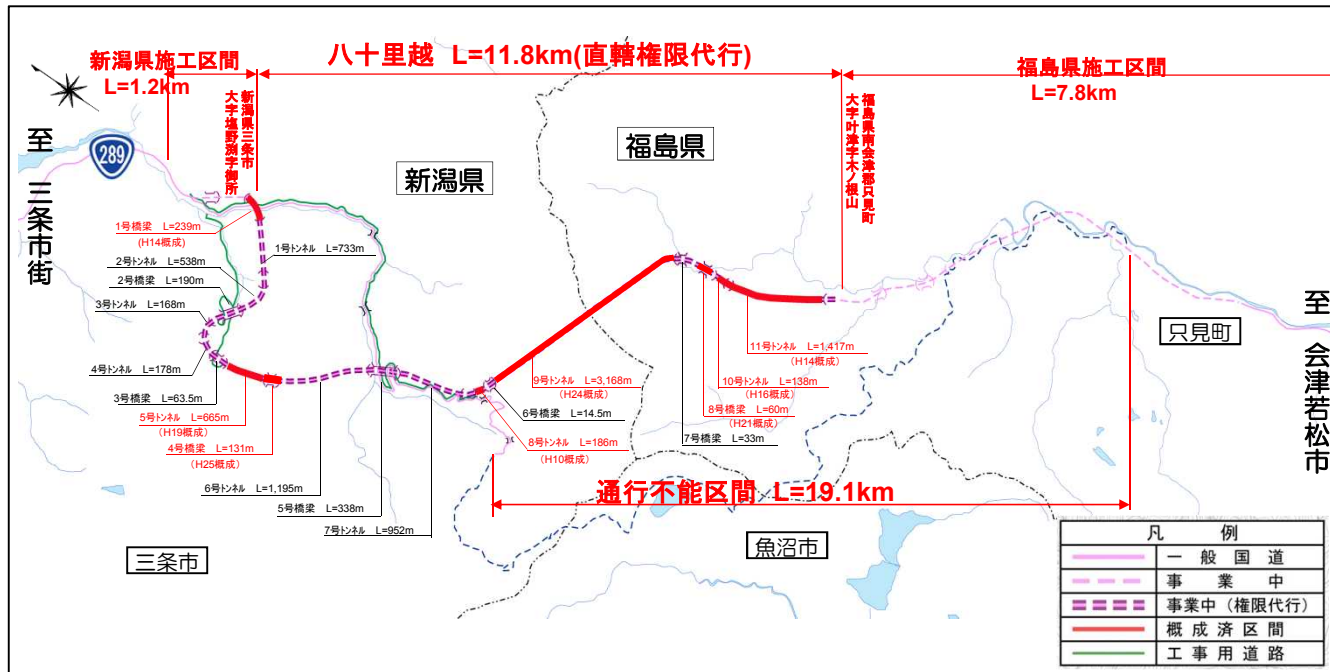 新潟県施工区間
L=1.2km
八十里越 L=11.8km(直轄権限代行)
福島県施工区間
L=7.8km
至 三条市街
289
新潟県三条市
大字塩野渕字御所
新潟県
福島県
福島県南会津郡只見町
大字叶津字木ノ根山
1号橋梁 L=239m
(H14概成)
1号トンネル L=733m
2号トンネル L=538m
2号橋梁 L=190m
3号トンネル L=168m
4号トンネル L=178m
3号橋梁 L=63.5m
5号トンネル L=665m
(H19概成)
4号橋梁 L=131m
(H25概成)
6号トンネル L=1,195m
5号橋梁 L=338m
7号トンネル L=952m
9号トンネル L=3,168m
(H24概成)
6号橋梁 L=14.5m
8号トンネル L=186m
(H10概成)
11号トンネル L=1,417m
(H14概成)
10号トンネル L=138m
(H16概成)
8号橋梁 L=60m
(H21概成)
7号橋梁 L=33m
通行不能区間 L=19.1km
只見町
至 会津若松市
三条市
魚沼市
凡例
一般国道
事業中
事業中(権限代行)
概成済区間
工事用道路